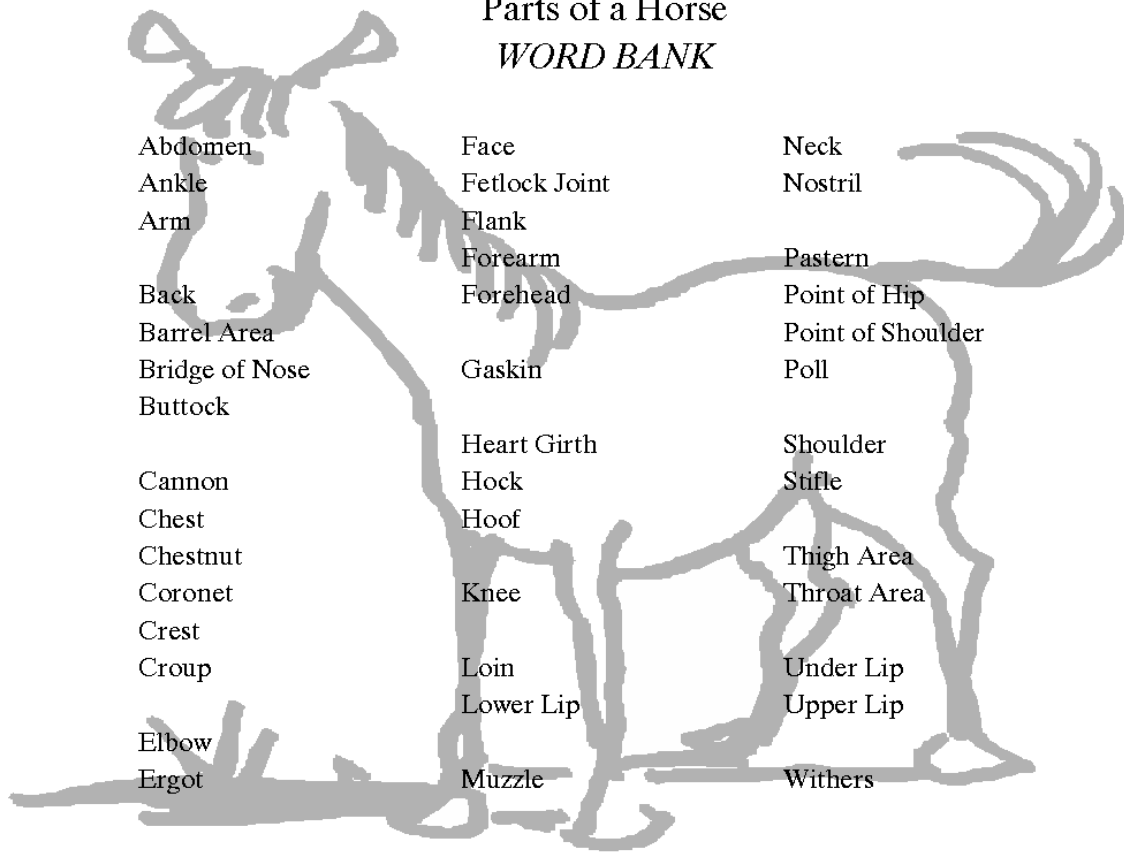 Parts of a Horse
WORD BANK
Abdomen
Ankle
Arm
Back
Barrel Area
Bridge of Nose
Buttock
Cannon
Chest
Chestnut
Coronet
Crest
Croup
Elbow
Ergot
Face
Fetlock Joint
Flank
Forearm
Forehead
Gaskin
Heart Girth
Hock
Hoof
Knee
Loin
Lower Lip
Muzzle
Neck
Nostril
Pastern
Point of Hip
Point of Shoulder
Poll
Shoulder
Stifle
Thigh Area
Throat Area
Under Lip
Upper Lip
Withers